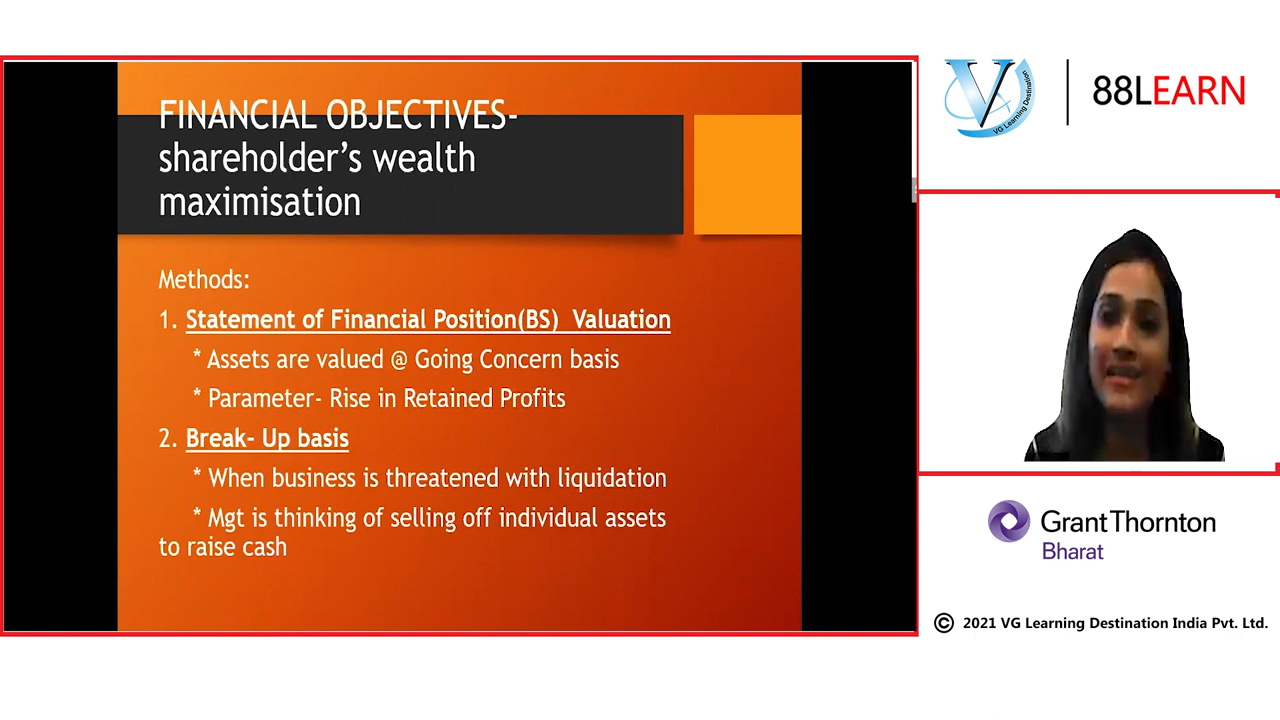 FINANCIAL OBJECTIVES-
shareholder's wealth
maximisation
Methods:
1. Statement of Financial Position(BS) Valuation
* Assets are valued @ Going Concern basis
* Parameter- Rise in Retained Profits
2. Break- Up basis
* When business is threatened with liquidation
* Mgt is thinking of selling off individual assets
to raise cash
V
VG Learning Destination
88LEARN
Grant Thornton
Bharat
© 2021 VG Learning Destination India Pvt. Ltd.